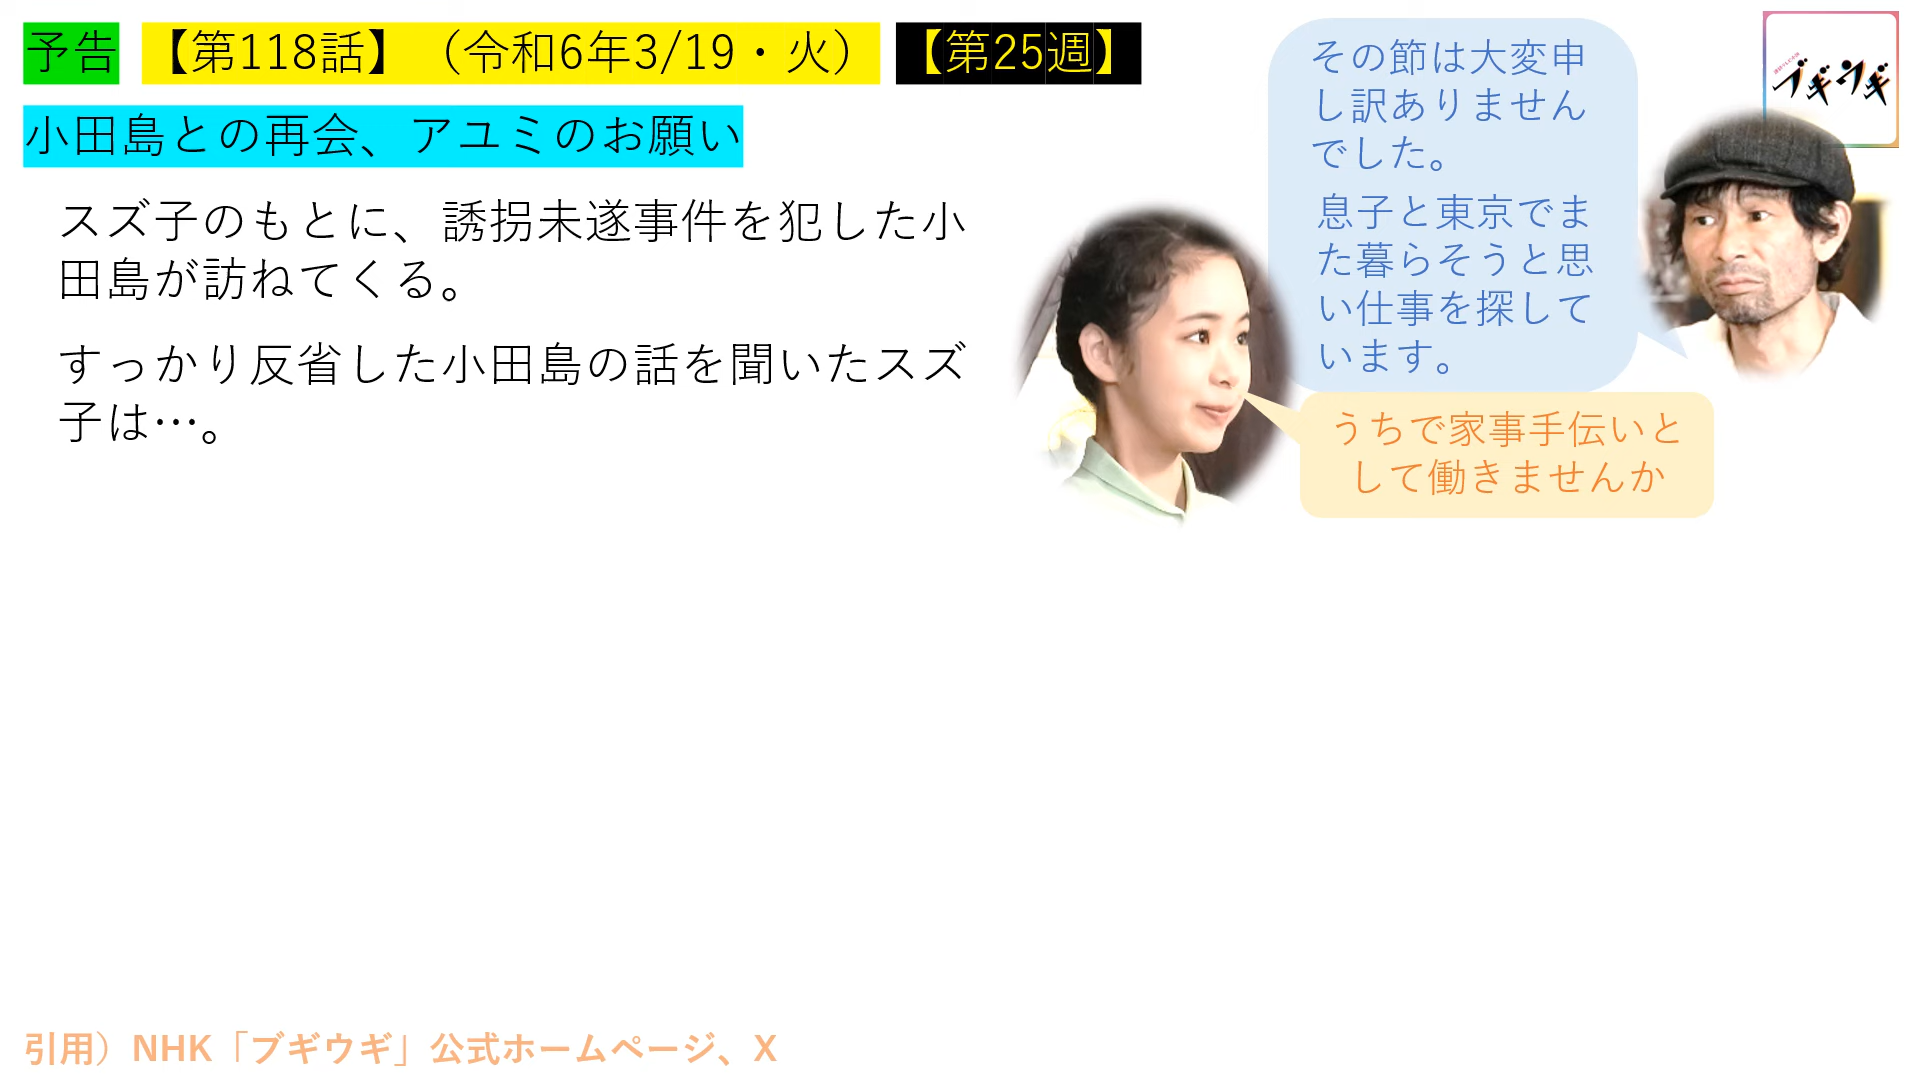 予告 【第118話】（令和6年3/19・火） 【第25週】
小田島との再会、アユミのお願い
スズ子のもとに、誘拐未遂事件を犯した小
田島が訪ねてくる。
すっかり反省した小田島の話を聞いたスズ
子は…。
その節は大変申
し訳ありません
でした。
息子と東京でま
た暮らそうと思
い仕事を探して
います。
うちで家事手伝いと
して働きませんか
ブギウギ
引用）NHK「ブギウギ」公式ホームページ、X